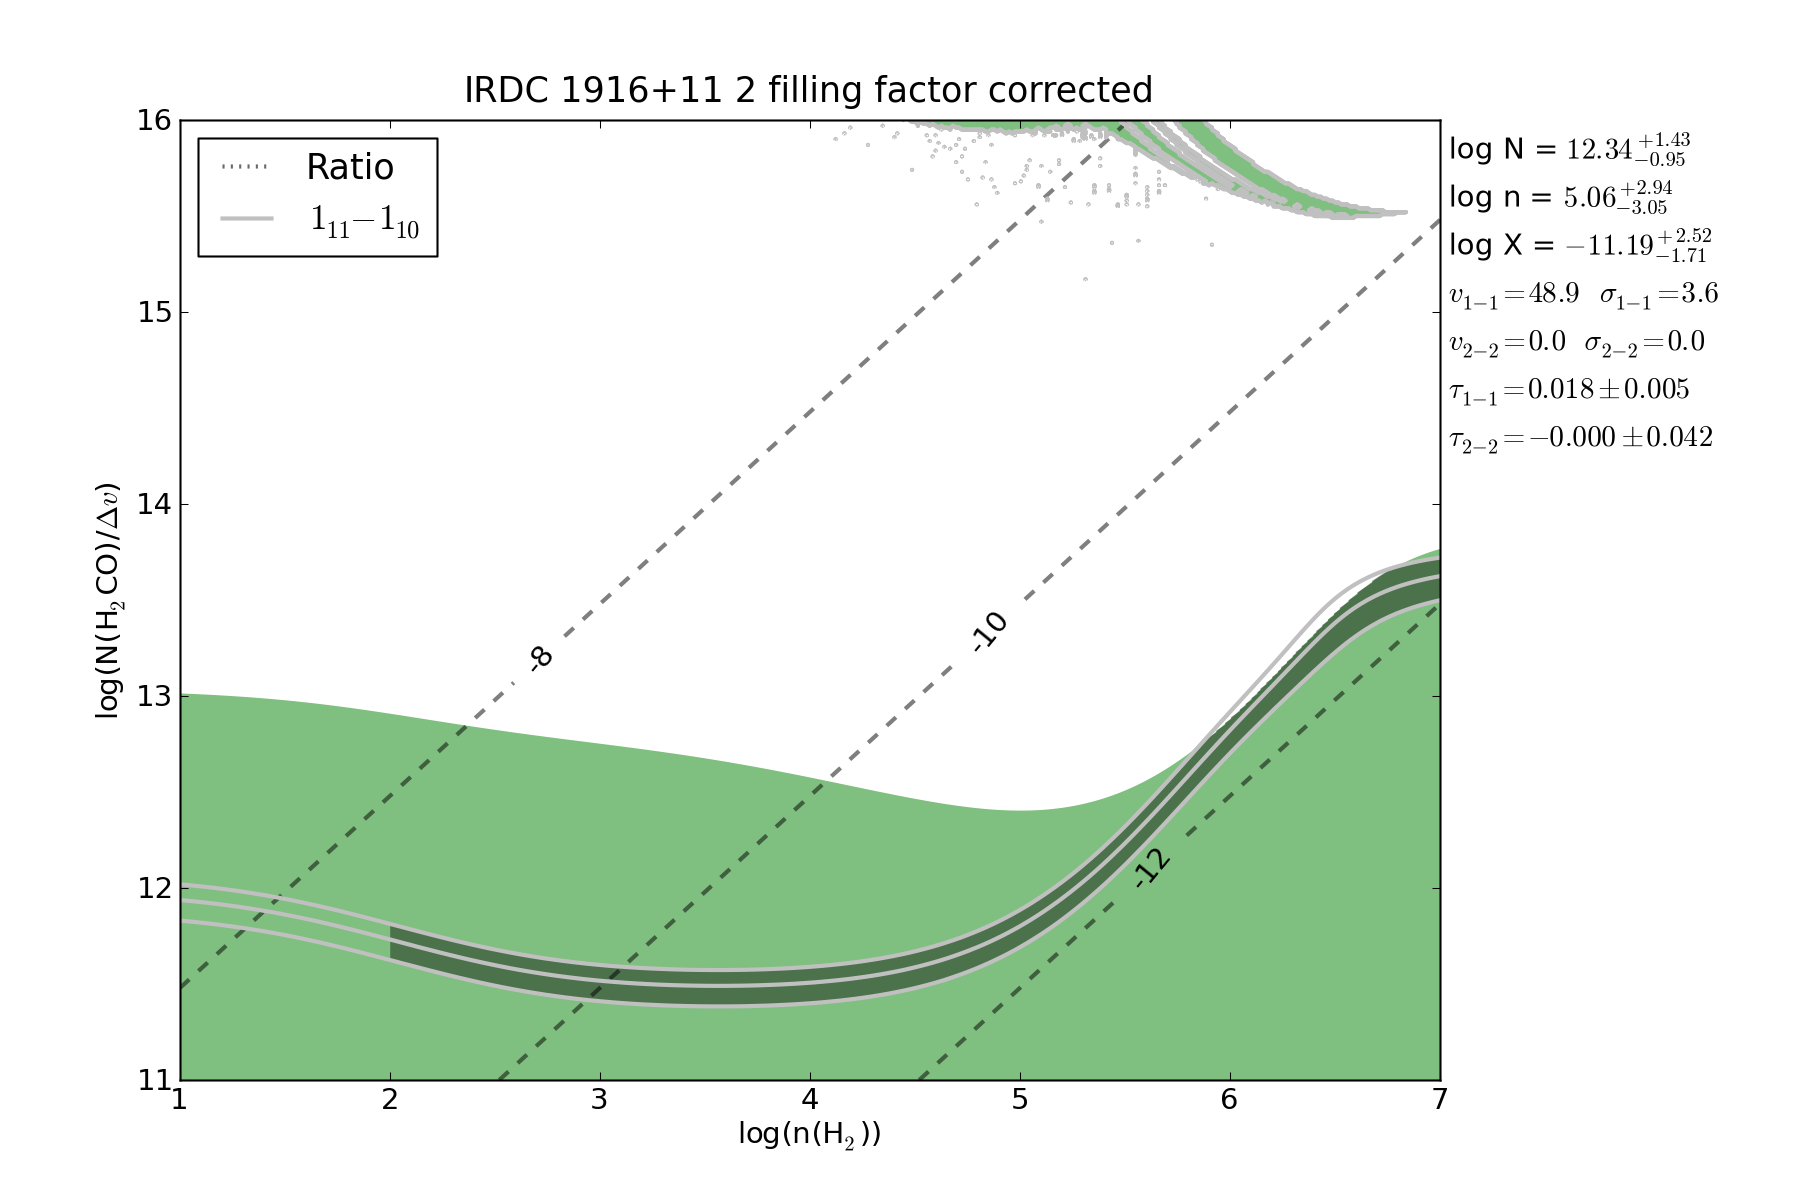 IRDC 1916+11 2 filling factor corrected
Ratio
1₁₁−1₁₀
log N = 12.34 +1.43 −0.95
log n = 5.06 +2.94 −3.05
log X = −11.19 +2.52 −1.71
v₁₋₁=48.9 σ₁₋₁=3.6
v₂₋₂=0.0 σ₂₋₂=0.0
τ₁₋₁=0.018±0.005
τ₂₋₂=−0.000±0.042
16
15
14
13
12
11
log(N(H₂CO)/Δv)
-8
-10
-12
1 2 3 4 5 6 7
log(n(H₂))